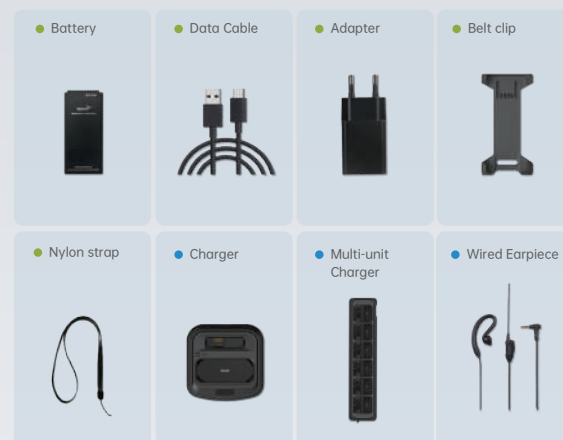 Battery
Data Cable
Adapter
Belt clip
Nylon strap
Charger
Multi-unit
Charger
Wired Earpiece